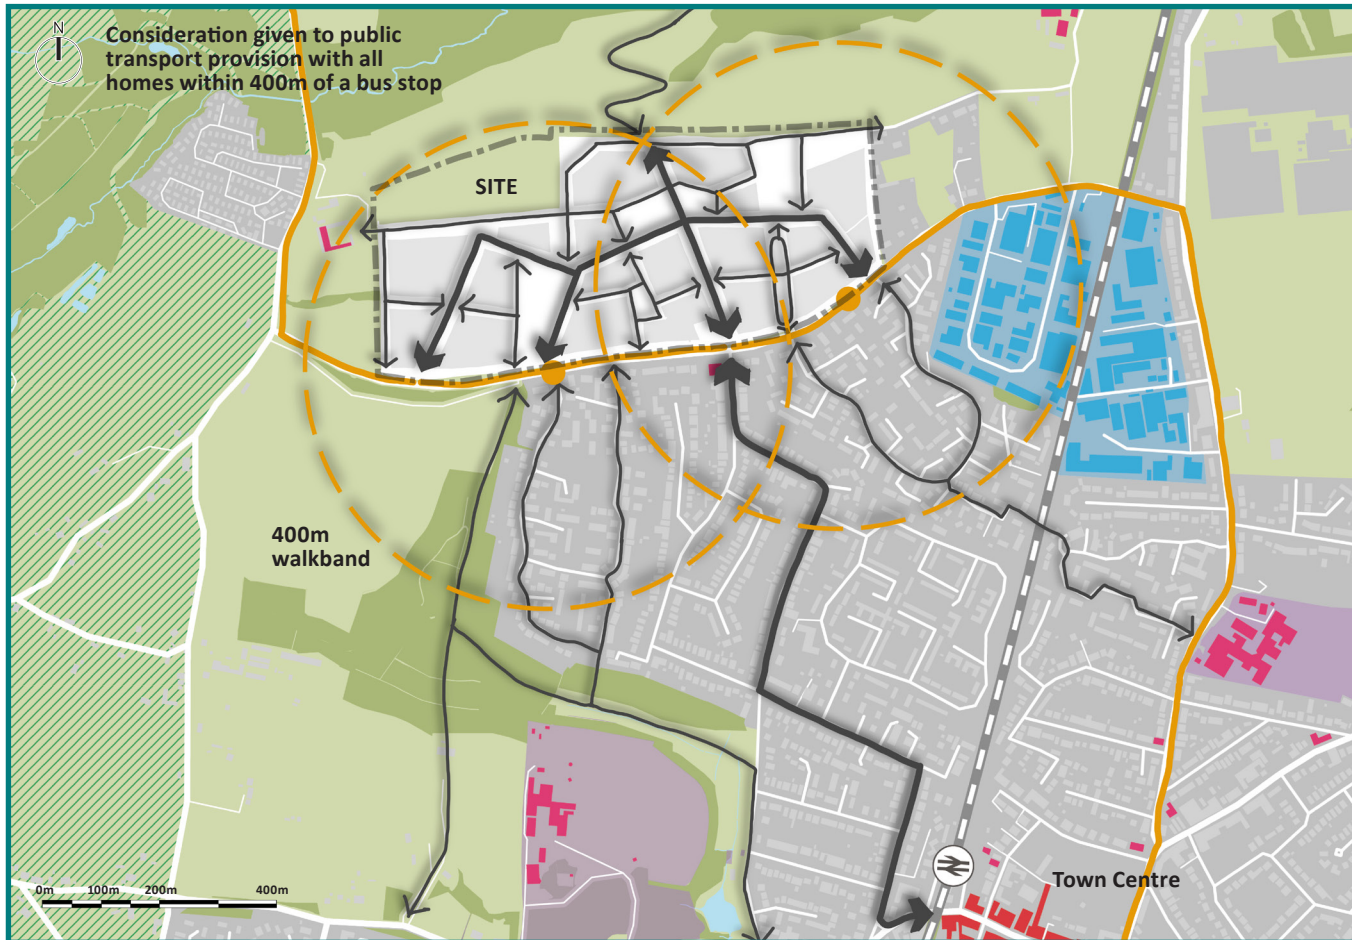 N
Consideration given to public
transport provision with all
homes within 400m of a bus stop
SITE
400m
walkband
Town Centre
0m 100m 200m 400m